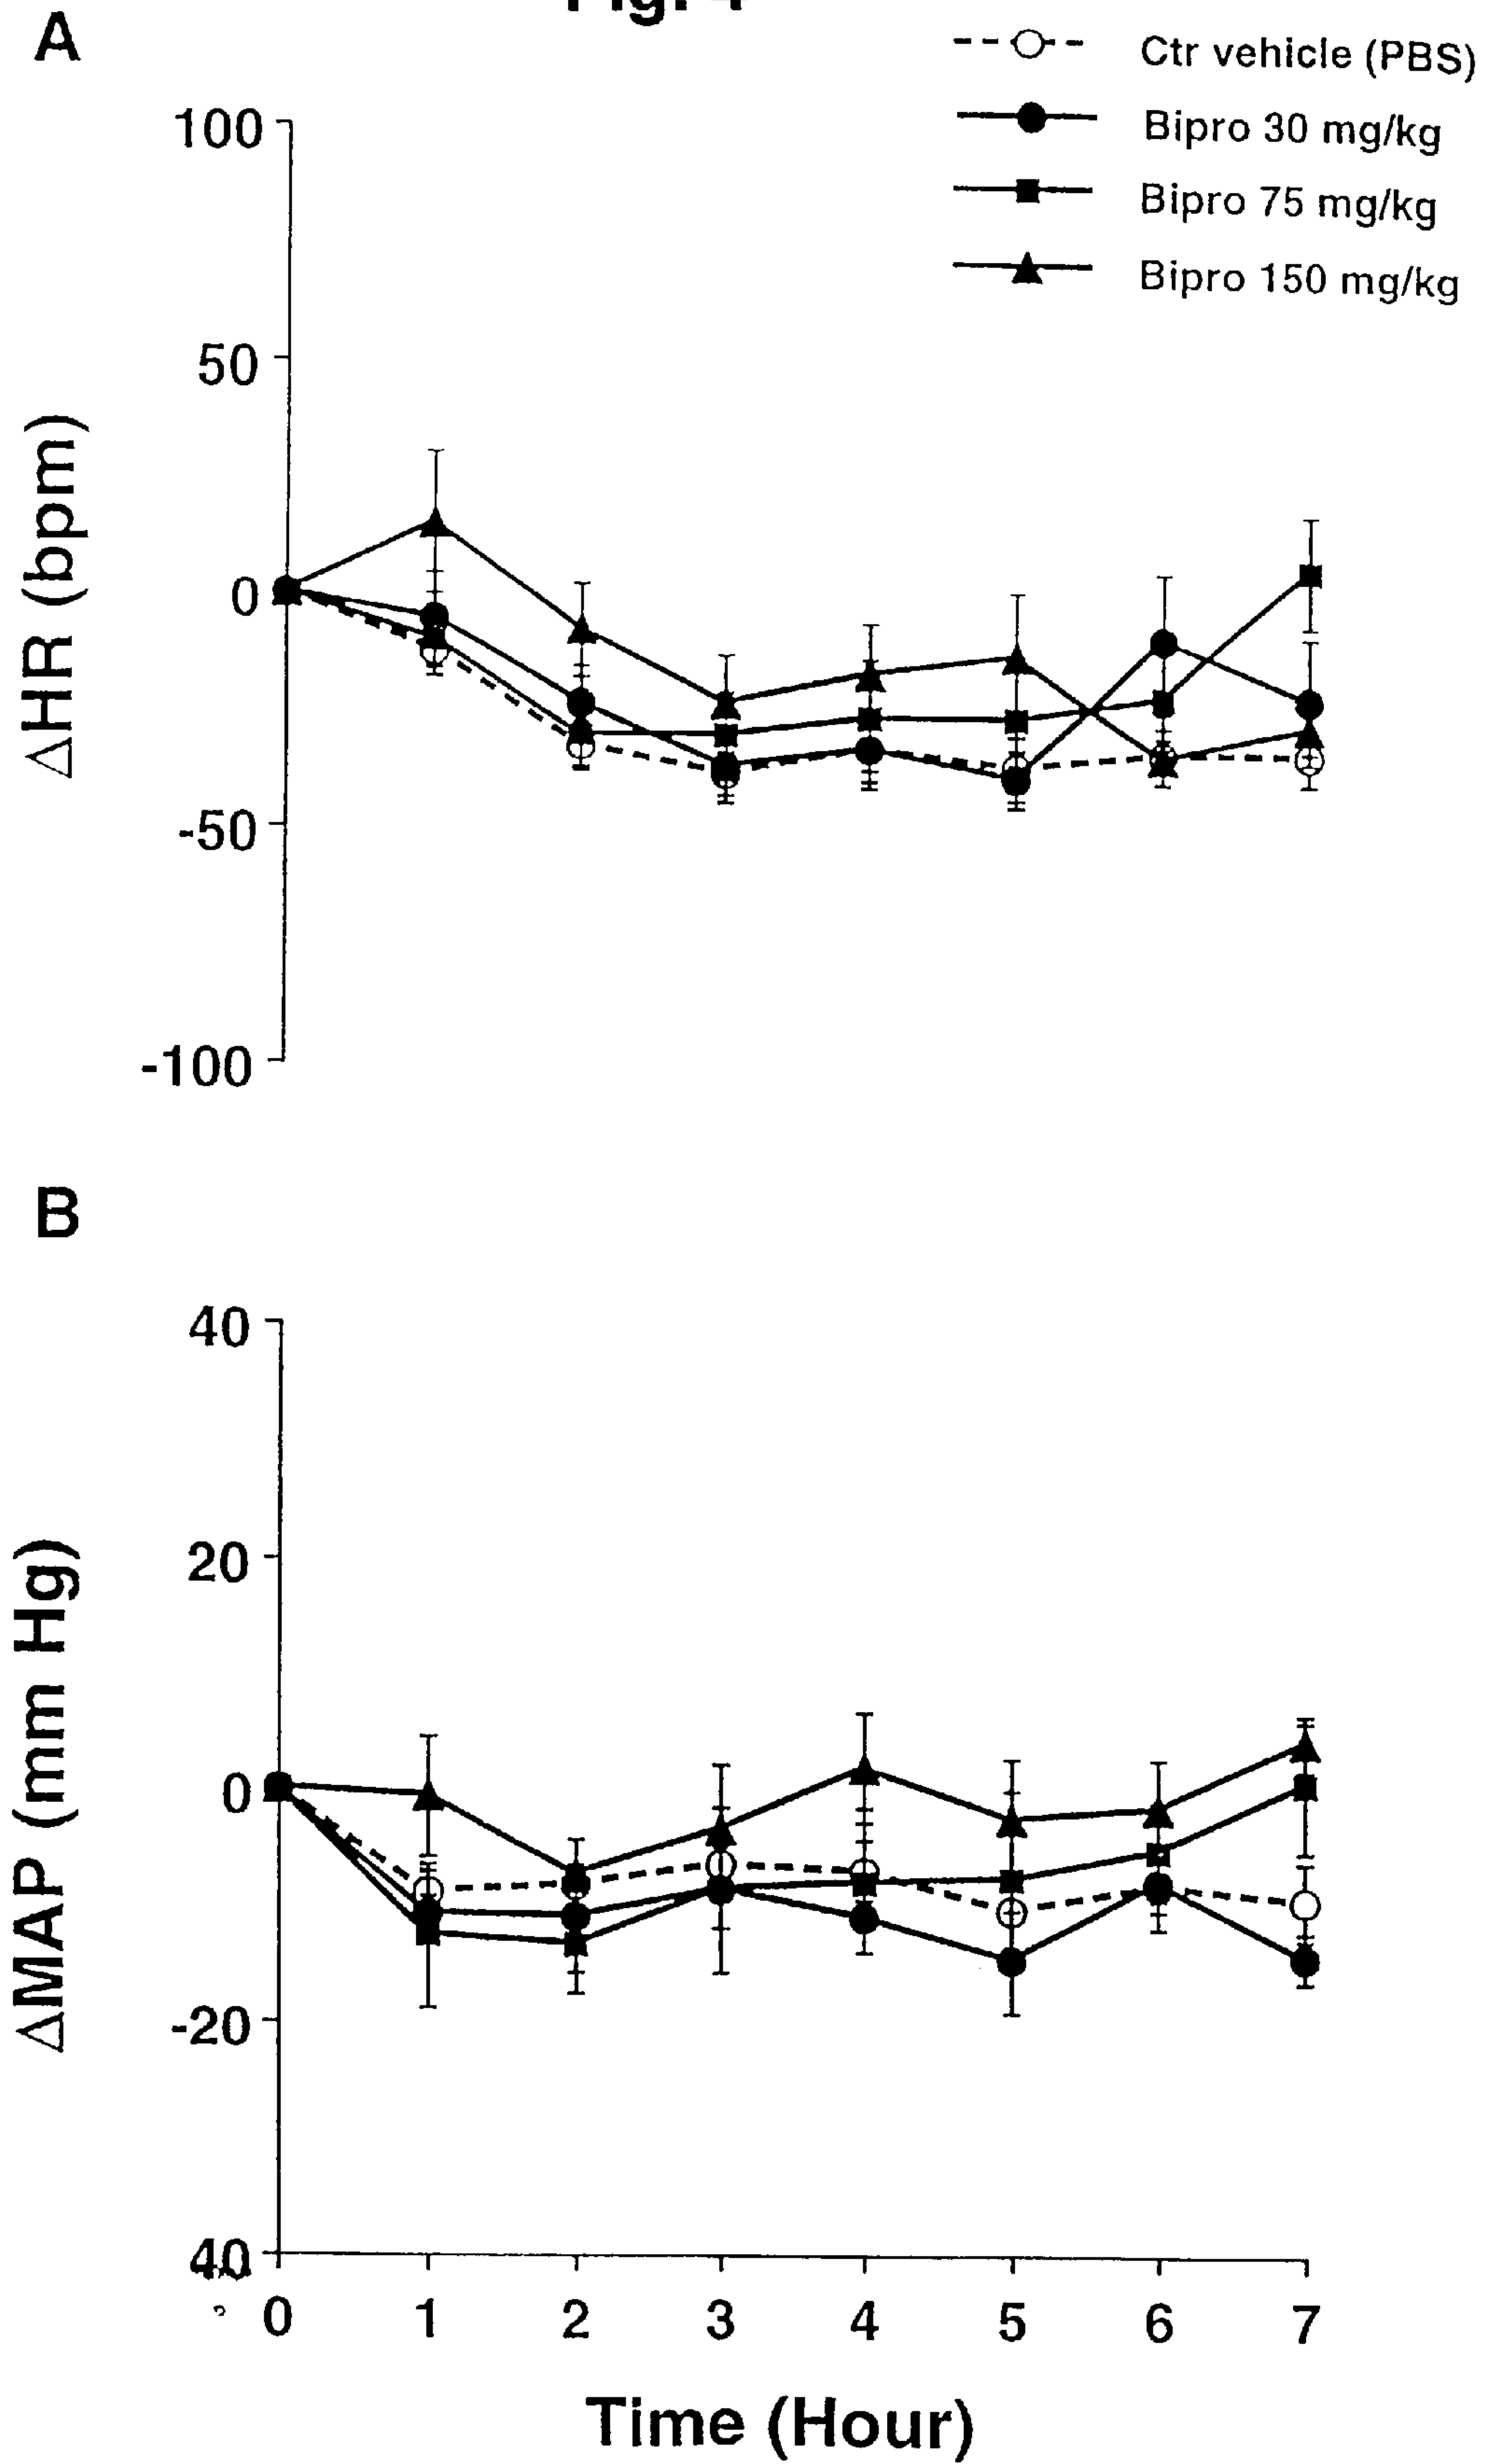 A
Ctr vehicle (PBS)
Bipro 30 mg/kg
Bipro 75 mg/kg
Bipro 150 mg/kg
100
50
0
-50
-100
ΔHR (bpm)
B
40
20
0
-20
40
ΔMAP (mm Hg)
0 1 2 3 4 5 6 7
Time (Hour)